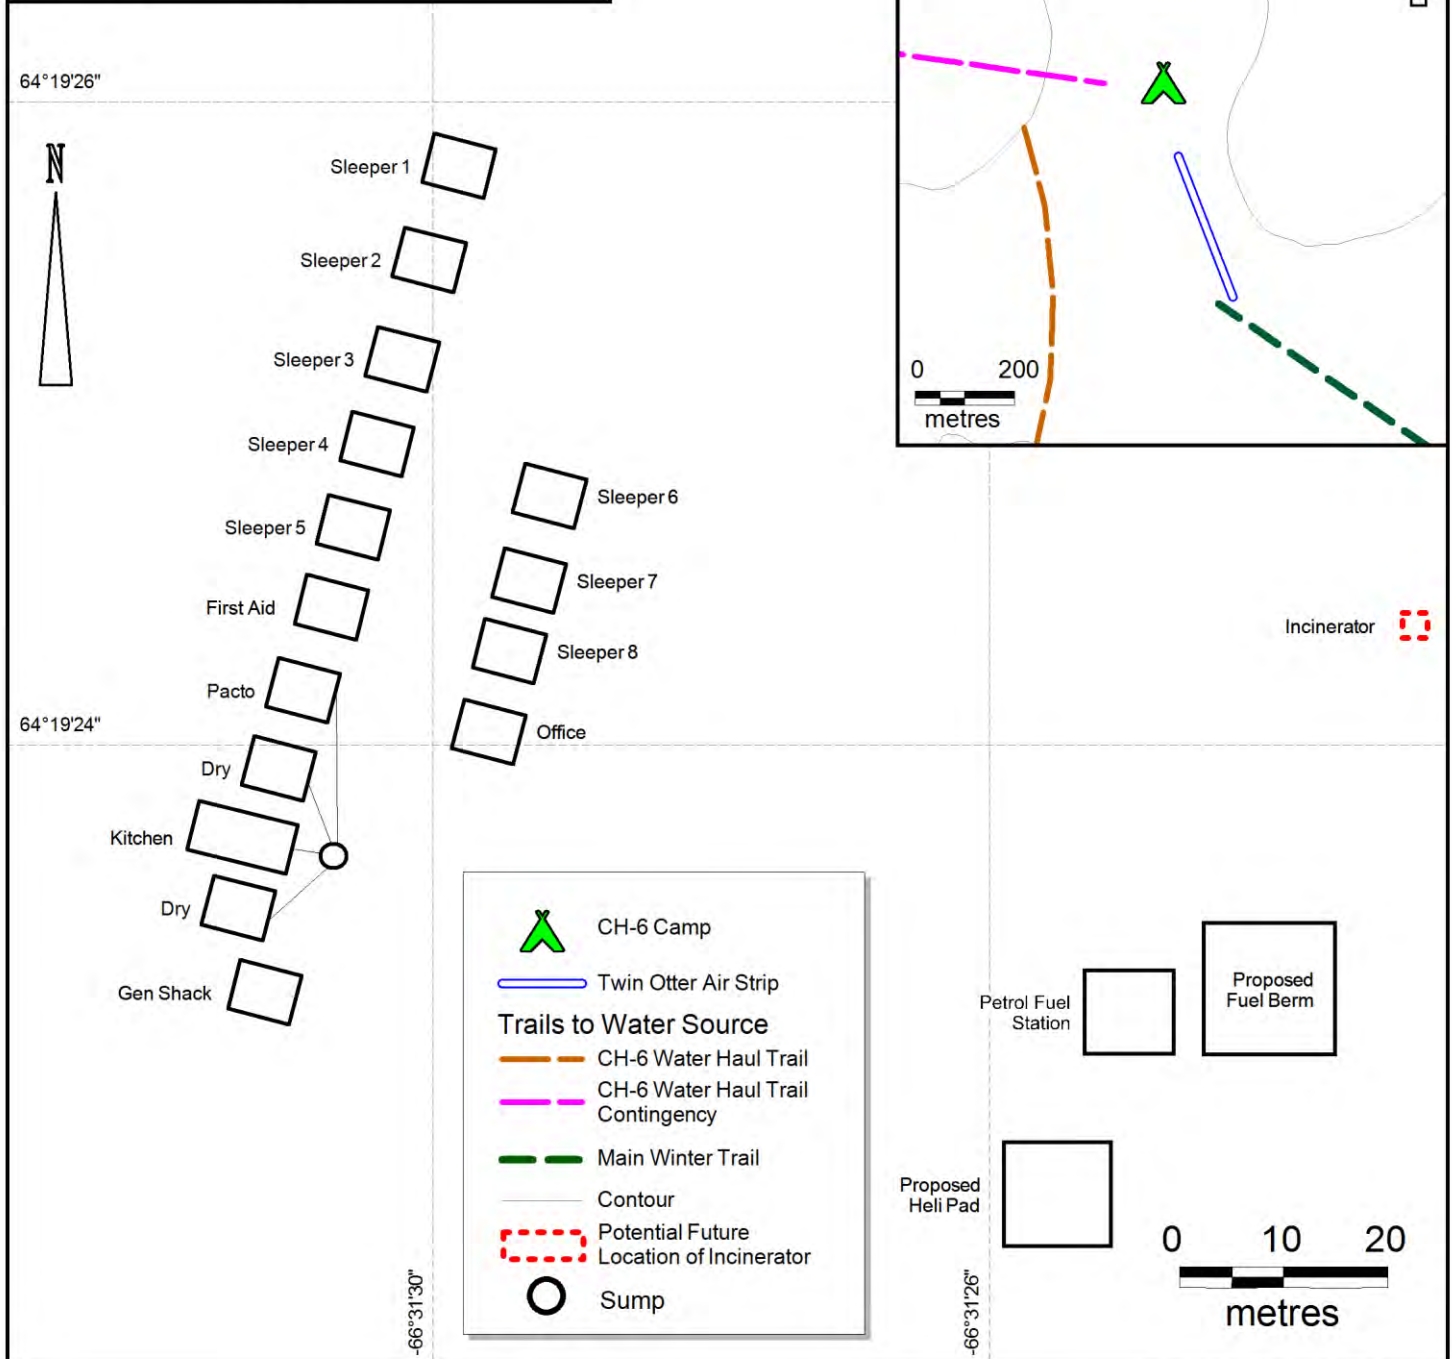 64°19'26"
N
Sleeper 1
Sleeper 2
Sleeper 3
Sleeper 4
Sleeper 5
First Aid
Pacto
64°19'24"
Dry
Kitchen
Dry
Gen Shack
Sleeper 6
Sleeper 7
Sleeper 8
Office
0 200
metres
Incinerator
CH-6 Camp
Twin Otter Air Strip
Trails to Water Source
CH-6 Water Haul Trail
CH-6 Water Haul Trail
Contingency
Main Winter Trail
Contour
Potential Future
Location of Incinerator
Sump
Petrol Fuel
Station
Proposed
Fuel Berm
Proposed
Heli Pad
0 10 20
metres
-66°31'30"
-66°31'26"